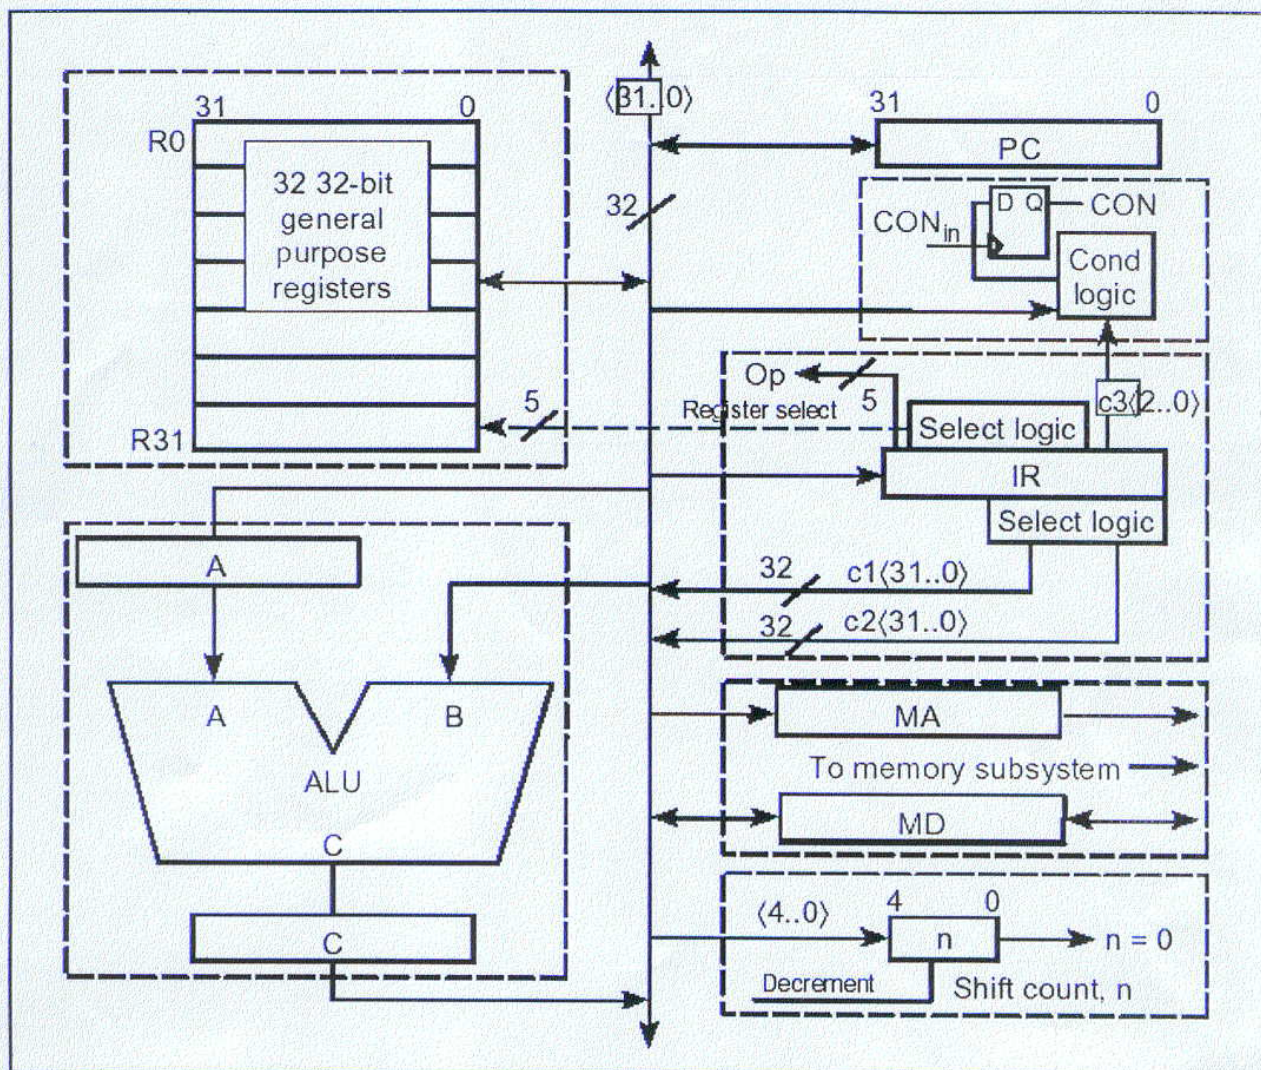 31 0
R0
32 32-bit
general
purpose
registers
R31
5
⟨31..0⟩
32
31 0
PC
D Q
CON
CONin
Cond
logic
Op
5
c3⟨2..0⟩
Register select
Select logic
IR
Select logic
32 c1⟨31..0⟩
32 c2⟨31..0⟩
A
A B
ALU
C
C
MA
To memory subsystem
MD
4 0
⟨4..0⟩
n
n = 0
Decrement
Shift count, n